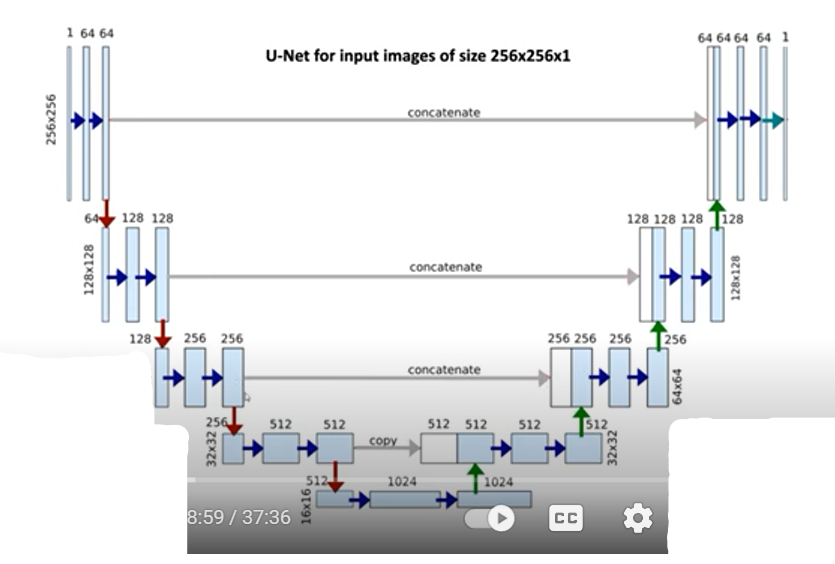 1 64 64
64 64 64 64 1
U-Net for input images of size 256x256x1
256x256
concatenate
64 128 128
128 128 128 128
128x128
concatenate
128x128
128 256 256
256 256 256 256
concatenate
64x64
256 512 512
512 512 512 512
32x32
copy
32x32
512 1024 1024
16x16
8:59 / 37:36
CC